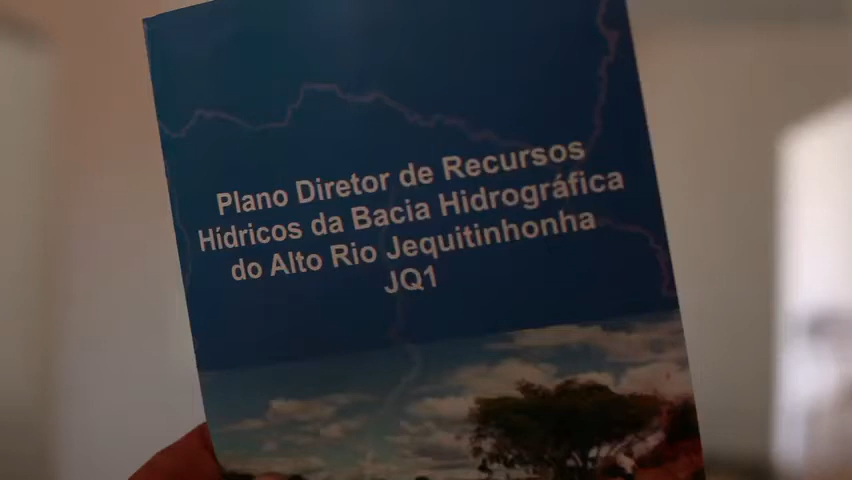 Plano Diretor de Recursos
Hídricos da Bacia Hidrográfica
do Alto Rio Jequitinhonha
JQ1